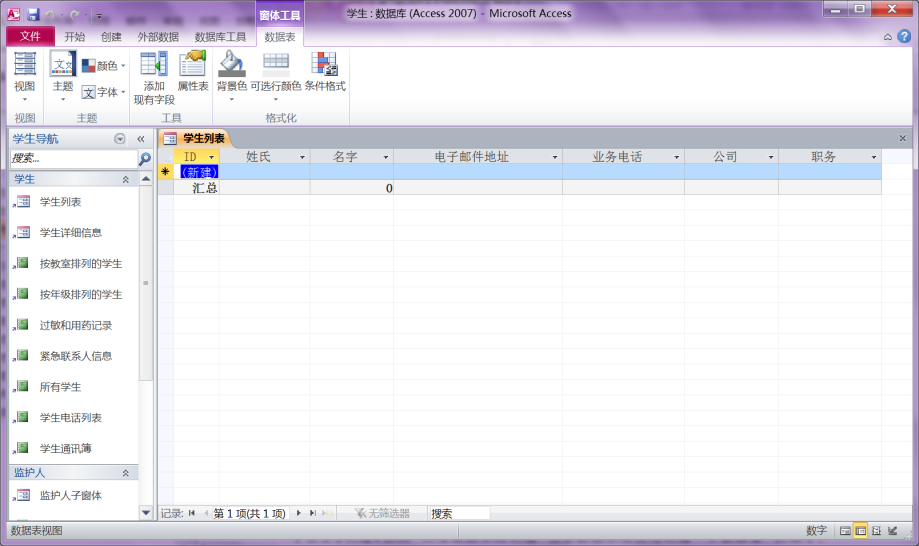 窗体工具
学生 : 数据库 (Access 2007) - Microsoft Access
文件 开始 创建 外部数据 数据库工具 数据表
视图 主题 颜色 添加 属性表 背景色 可选行颜色 条件格式
字体 现有字段
视图 主题 工具 格式化
学生导航 学生列表
搜索... ID 姓氏 名字 电子邮件地址 业务电话 公司 职务
学生 (新建)
汇总 0
学生列表
学生详细信息
按教室排列的学生
按年级排列的学生
过敏和用药记录
紧急联系人信息
所有学生
学生电话列表
学生通讯薄
监护人
监护人子窗体
记录: 第 1 项(共 1 项) 无筛选器 搜索
数据表视图 数字